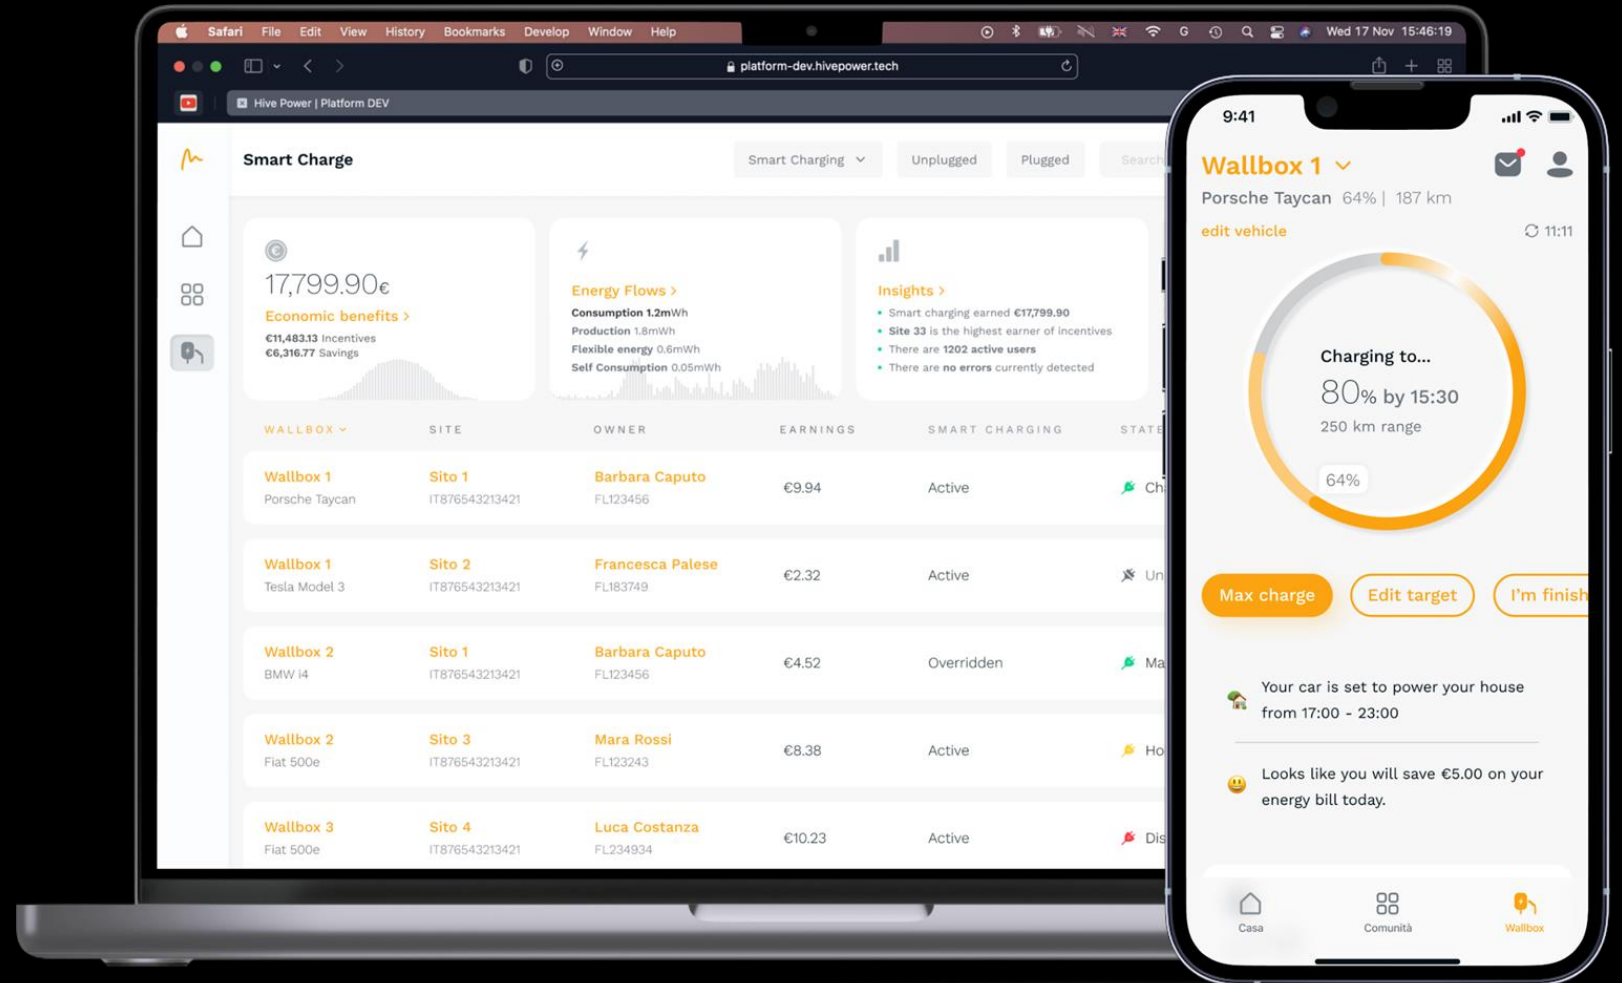 Safari File Edit View History Bookmarks Develop Window Help
G
Wed 17 Nov 15:46:19
platform-dev.hivepower.tech
Hive Power | Platform DEV
Smart Charge
Smart Charging
Unplugged
Plugged
Search
17,799.90€
Economic benefits >
€11,483.13 Incentives
€6,316.77 Savings
Energy Flows >
Consumption 1.2mWh
Production 1.8mWh
Flexible energy 0.6mWh
Self Consumption 0.05mWh
Insights >
• Smart charging earned €17,799.90
• Site 33 is the highest earner of incentives
• There are 1202 active users
• There are no errors currently detected
WALLBOX SITE OWNER EARNINGS SMART CHARGING STATE
Wallbox 1 Sito 1 Barbara Caputo €9.94 Active Ch
Porsche Taycan IT876543213421 FL123456
Wallbox 1 Sito 2 Francesca Palese €2.32 Active Un
Tesla Model 3 IT876543213421 FL183749
Wallbox 2 Sito 1 Barbara Caputo €4.52 Overridden Ma
BMW i4 IT876543213421 FL123456
Wallbox 2 Sito 3 Mara Rossi €8.38 Active Ho
Fiat 500e IT876543213421 FL123243
Wallbox 3 Sito 4 Luca Costanza €10.23 Active Dis
Fiat 500e IT876543213421 FL234934
9:41
Wallbox 1
Porsche Taycan 64% | 187 km
edit vehicle
11:11
Charging to...
80% by 15:30
250 km range
64%
Max charge
Edit target
I'm finish
Your car is set to power your house
from 17:00 - 23:00
Looks like you will save €5.00 on your
energy bill today.
Casa
Comunità
Wallbox